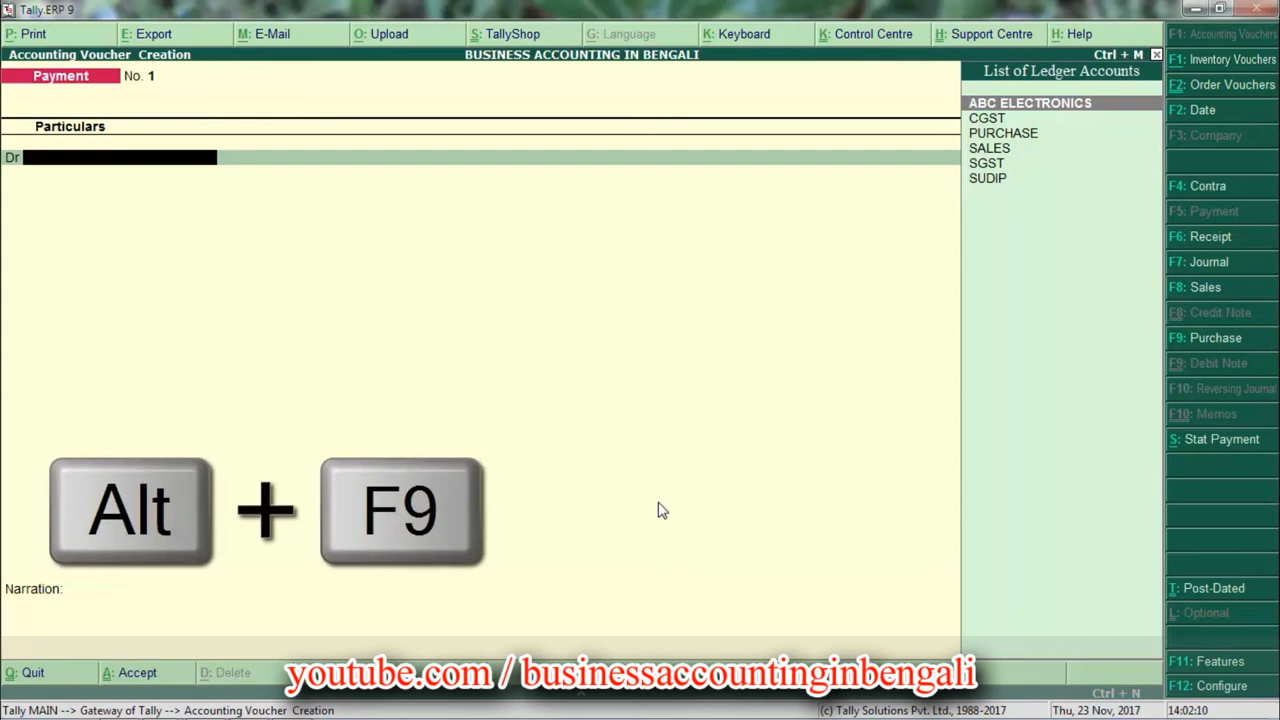 Tally.ERP 9
P: Print
E: Export
M: E-Mail
O: Upload
S: TallyShop
G: Language
K: Keyboard
K: Control Centre
H: Support Centre
H: Help
Accounting Voucher Creation
BUSINESS ACCOUNTING IN BENGALI
Ctrl + M
Payment No. 1
Particulars
Dr
List of Ledger Accounts
ABC ELECTRONICS
CGST
PURCHASE
SALES
SGST
SUDIP
F1: Accounting Vouchers
F1: Inventory Vouchers
F2: Order Vouchers
F2: Date
F3: Company
F4: Contra
F5: Payment
F6: Receipt
F7: Journal
F8: Sales
F8: Credit Note
F9: Purchase
F9: Debit Note
F10: Reversing Journal
F10: Memos
S: Stat Payment
T: Post-Dated
L: Optional
F11: Features
F12: Configure
Alt + F9
Narration:
Q: Quit
A: Accept
D: Delete
youtube.com / businessaccountinginbengali
Ctrl + N
Tally MAIN --> Gateway of Tally --> Accounting Voucher Creation
(c) Tally Solutions Pvt. Ltd., 1988-2017
Thu, 23 Nov, 2017
14:02:10